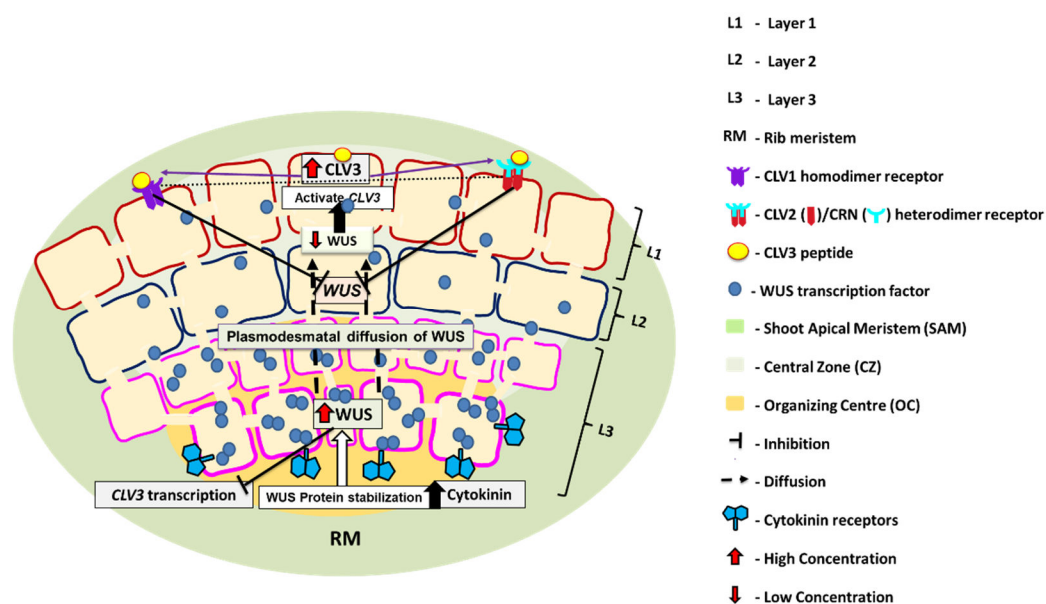 CLV3
Activate CLV3
WUS
WUS
Plasmodesmatal diffusion of WUS
WUS
CLV3 transcription
WUS Protein stabilization
Cytokinin
RM
L1
L2
L3
L1 - Layer 1
L2 - Layer 2
L3 - Layer 3
RM - Rib meristem
- CLV1 homodimer receptor
- CLV2 ( )/CRN ( ) heterodimer receptor
- CLV3 peptide
- WUS transcription factor
- Shoot Apical Meristem (SAM)
- Central Zone (CZ)
- Organizing Centre (OC)
- Inhibition
- Diffusion
- Cytokinin receptors
- High Concentration
- Low Concentration